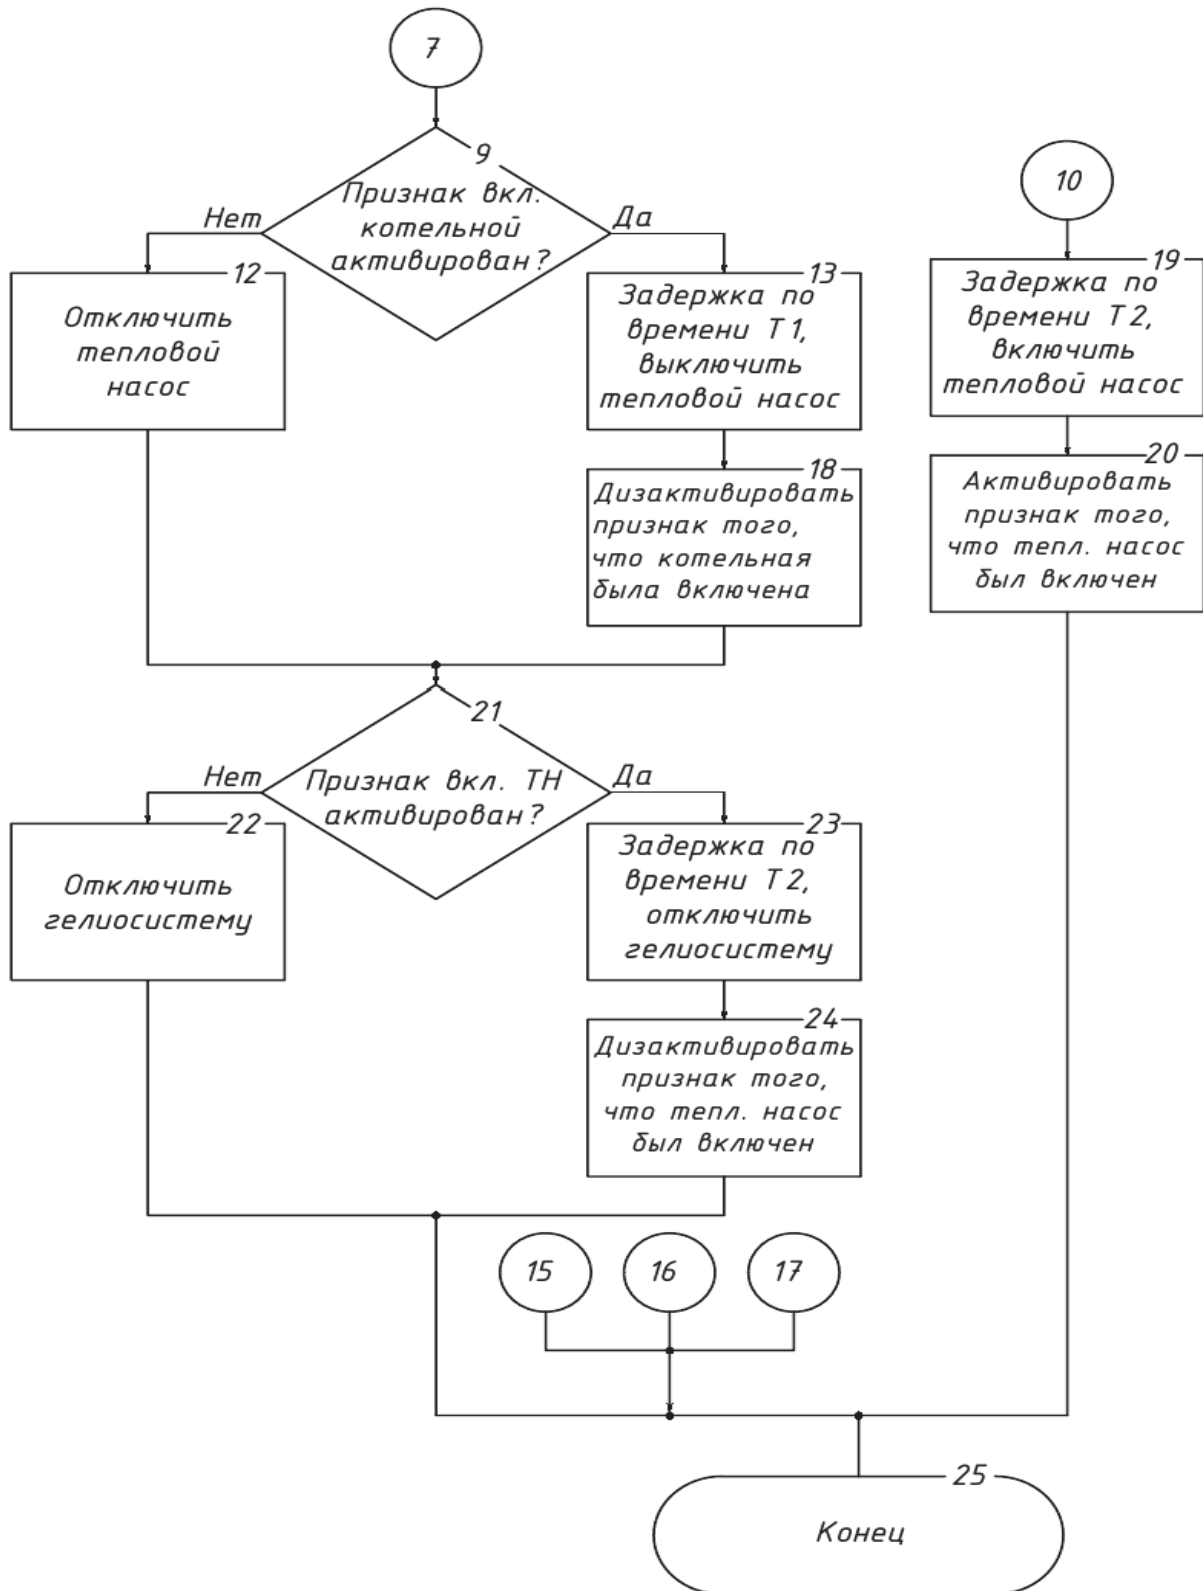 7
9
Признак вкл.
котельной
активирован?
Нет
Да
12
Отключить
тепловой
насос
13
Задержка по
времени Т1,
выключить
тепловой насос
18
Дизактивировать
признак того,
что котельная
была включена
10
19
Задержка по
времени Т2,
включить
тепловой насос
20
Активировать
признак того,
что тепл. насос
был включен
21
Признак вкл. ТН
активирован?
Нет
Да
22
Отключить
гелиосистему
23
Задержка по
времени Т2,
отключить
гелиосистему
24
Дизактивировать
признак того,
что тепл. насос
был включен
15
16
17
25
Конец